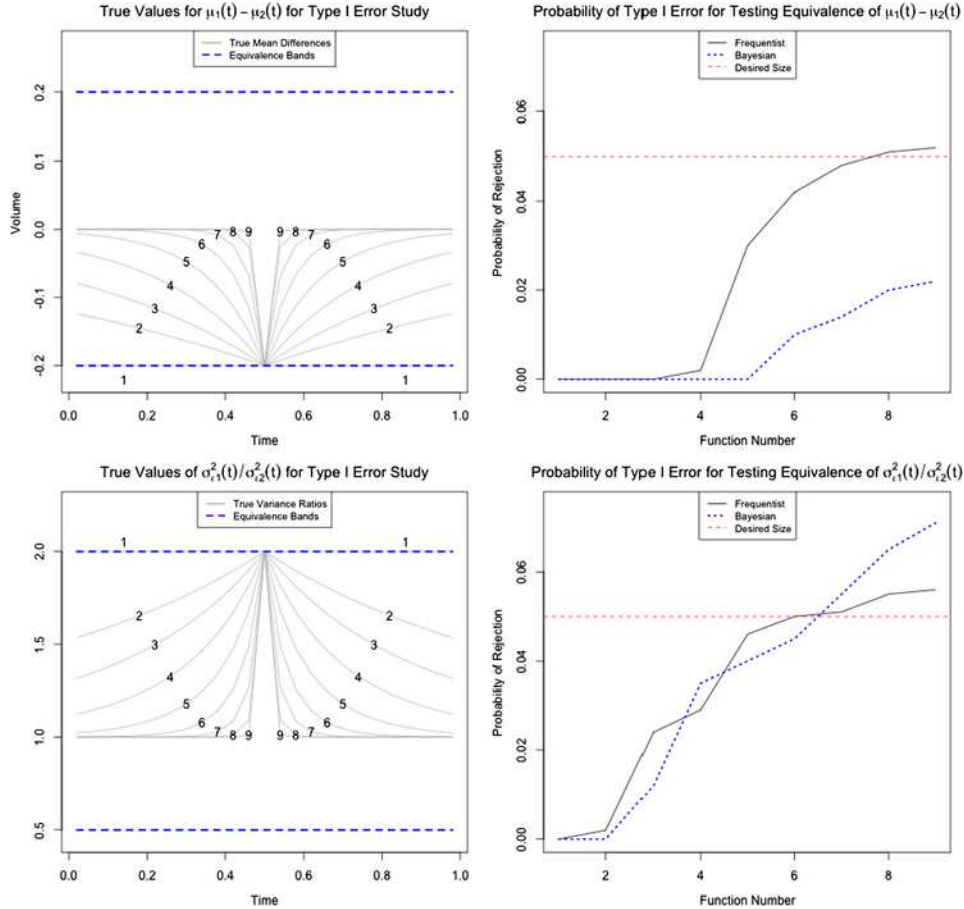 True Values for μ₁(t) − μ₂(t) for Type I Error Study
True Mean Differences
Equivalence Bands
Volume
0.2
0.1
0.0
-0.1
-0.2
7 8 9 9 8 7
6 6
5 5
4 4
3 3
2 2
1 1
0.0 0.2 0.4 0.6 0.8 1.0
Time
Probability of Type I Error for Testing Equivalence of μ₁(t) − μ₂(t)
Frequentist
Bayesian
Desired Size
Probability of Rejection
0.06
0.04
0.02
0.00
2 4 6 8
Function Number
True Values of σ²ε1(t)/σ²ε2(t) for Type I Error Study
True Variance Ratios
Equivalence Bands
2.0
1.5
1.0
0.5
1 1
2 2
3 3
4 4
5 5
6 6
7 8 9 9 8 7
0.0 0.2 0.4 0.6 0.8 1.0
Time
Probability of Type I Error for Testing Equivalence of σ²ε1(t)/σ²ε2(t)
Frequentist
Bayesian
Desired Size
Probability of Rejection
0.06
0.04
0.02
0.00
2 4 6 8
Function Number